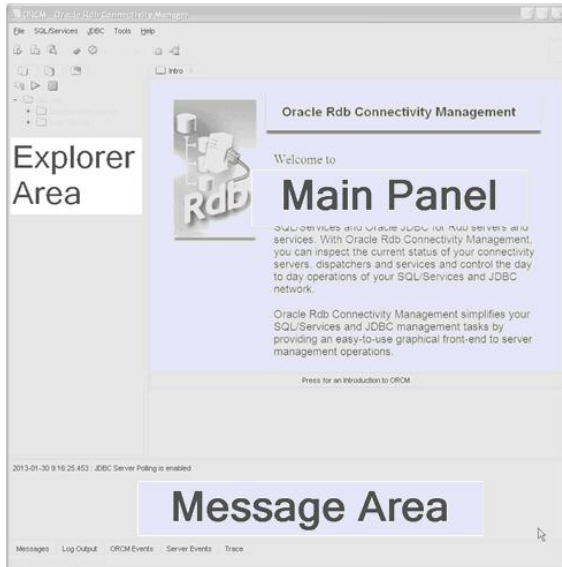 ORCM - Oracle Rdb Connectivity Manager
File SQL/Services JDBC Tools Help
Intro
Explorer
Area
Oracle Rdb Connectivity Management
Welcome to
Rdb
Main Panel
SQL/Services and Oracle JDBC for Rdb servers and
services. With Oracle Rdb Connectivity Management,
you can inspect the current status of your connectivity
servers, dispatchers and services and control the day
to day operations of your SQL/Services and JDBC
network.
Oracle Rdb Connectivity Management simplifies your
SQL/Services and JDBC management tasks by
providing an easy-to-use graphical front-end to server
management operations.
Press for an Introduction to ORCM
2013-01-30 9:16:25.453 : JDBC Server Polling is enabled
Message Area
Messages Log Output ORCM Events Server Events Trace